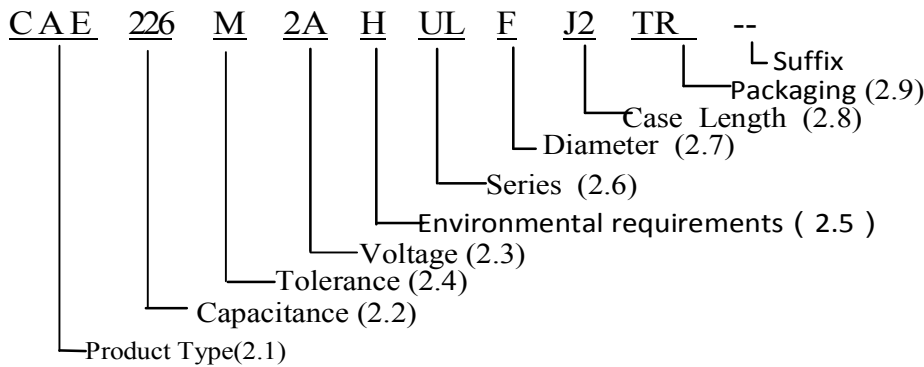 CAE 226 M 2A H UL F J2 TR --
Suffix
Packaging (2.9)
Case Length (2.8)
Diameter (2.7)
Series (2.6)
Environmental requirements ( 2.5 )
Voltage (2.3)
Tolerance (2.4)
Capacitance (2.2)
Product Type(2.1)